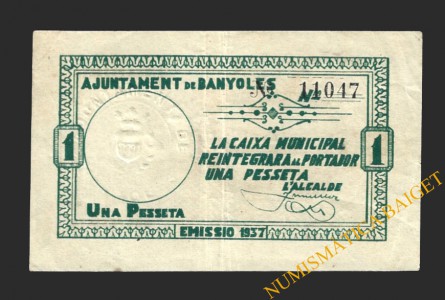 AJUNTAMENT DE BANYOLES
Nº 11047
LA CAIXA MUNICIPAL
REINTEGRARA AL PORTADOR
UNA PESSETA
L'ALCALDE
1
1
UNA PESSETA
EMISSIO 1937
NUMISMATICA BAIGET